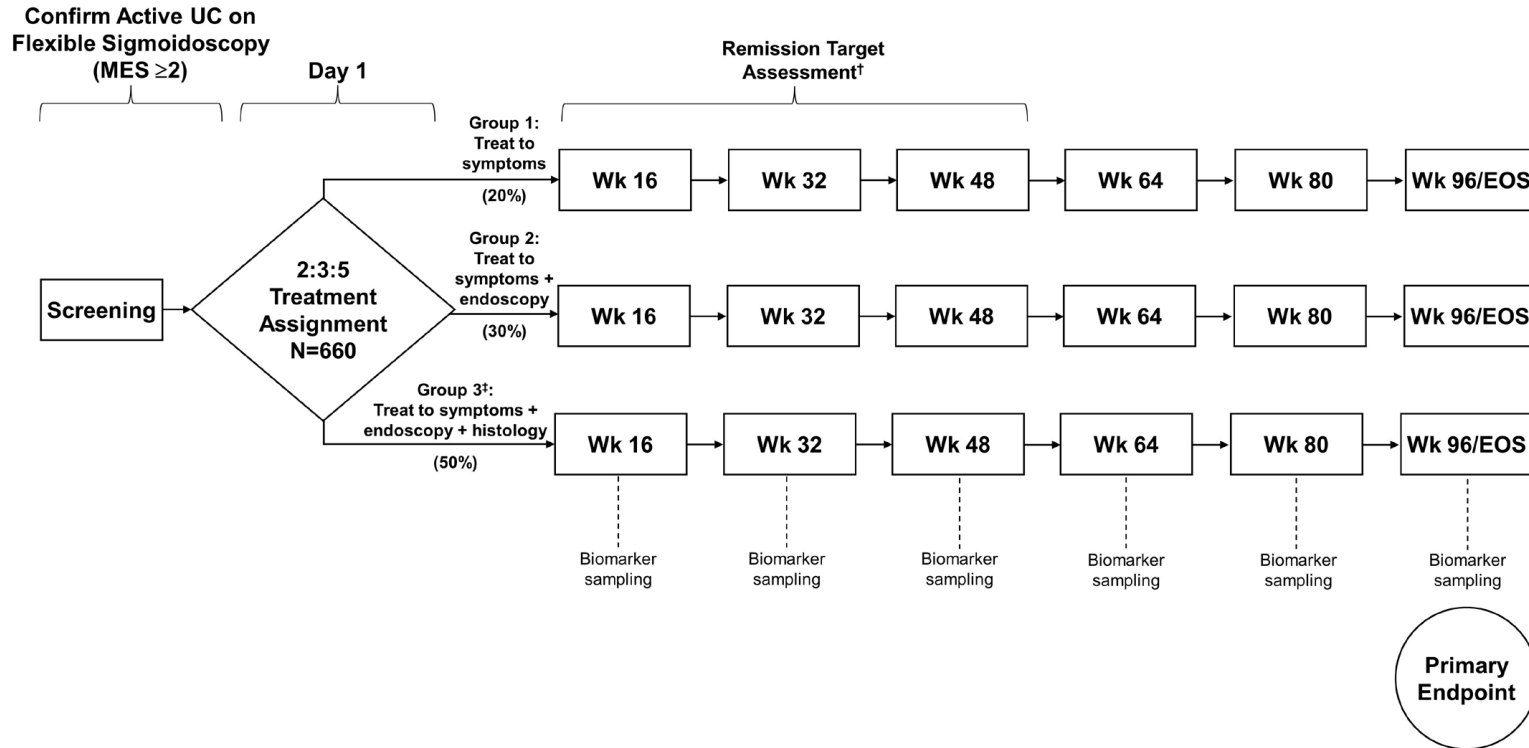 Confirm Active UC on
Flexible Sigmoidoscopy
(MES ≥2)
Day 1
Remission Target
Assessment†
Group 1:
Treat to
symptoms
(20%)
Wk 16
Wk 32
Wk 48
Wk 64
Wk 80
Wk 96/EOS
Screening
2:3:5
Treatment
Assignment
N=660
Group 2:
Treat to
symptoms +
endoscopy
(30%)
Wk 16
Wk 32
Wk 48
Wk 64
Wk 80
Wk 96/EOS
Group 3‡:
Treat to symptoms +
endoscopy + histology
(50%)
Wk 16
Wk 32
Wk 48
Wk 64
Wk 80
Wk 96/EOS
Biomarker
sampling
Biomarker
sampling
Biomarker
sampling
Biomarker
sampling
Biomarker
sampling
Biomarker
sampling
Primary
Endpoint